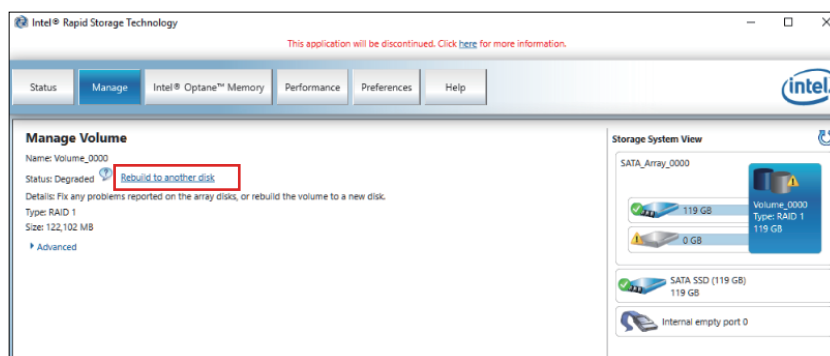 Intel® Rapid Storage Technology
This application will be discontinued. Click here for more information.
Status
Manage
Intel® Optane™ Memory
Performance
Preferences
Help
intel.
Manage Volume
Name: Volume_0000
Status: Degraded
Rebuild to another disk
Details: Fix any problems reported on the array disks, or rebuild the volume to a new disk.
Type: RAID 1
Size: 122,102 MB
Advanced
Storage System View
SATA_Array_0000
119 GB
0 GB
Volume_0000
Type: RAID 1
119 GB
SATA SSD (119 GB)
119 GB
Internal empty port 0